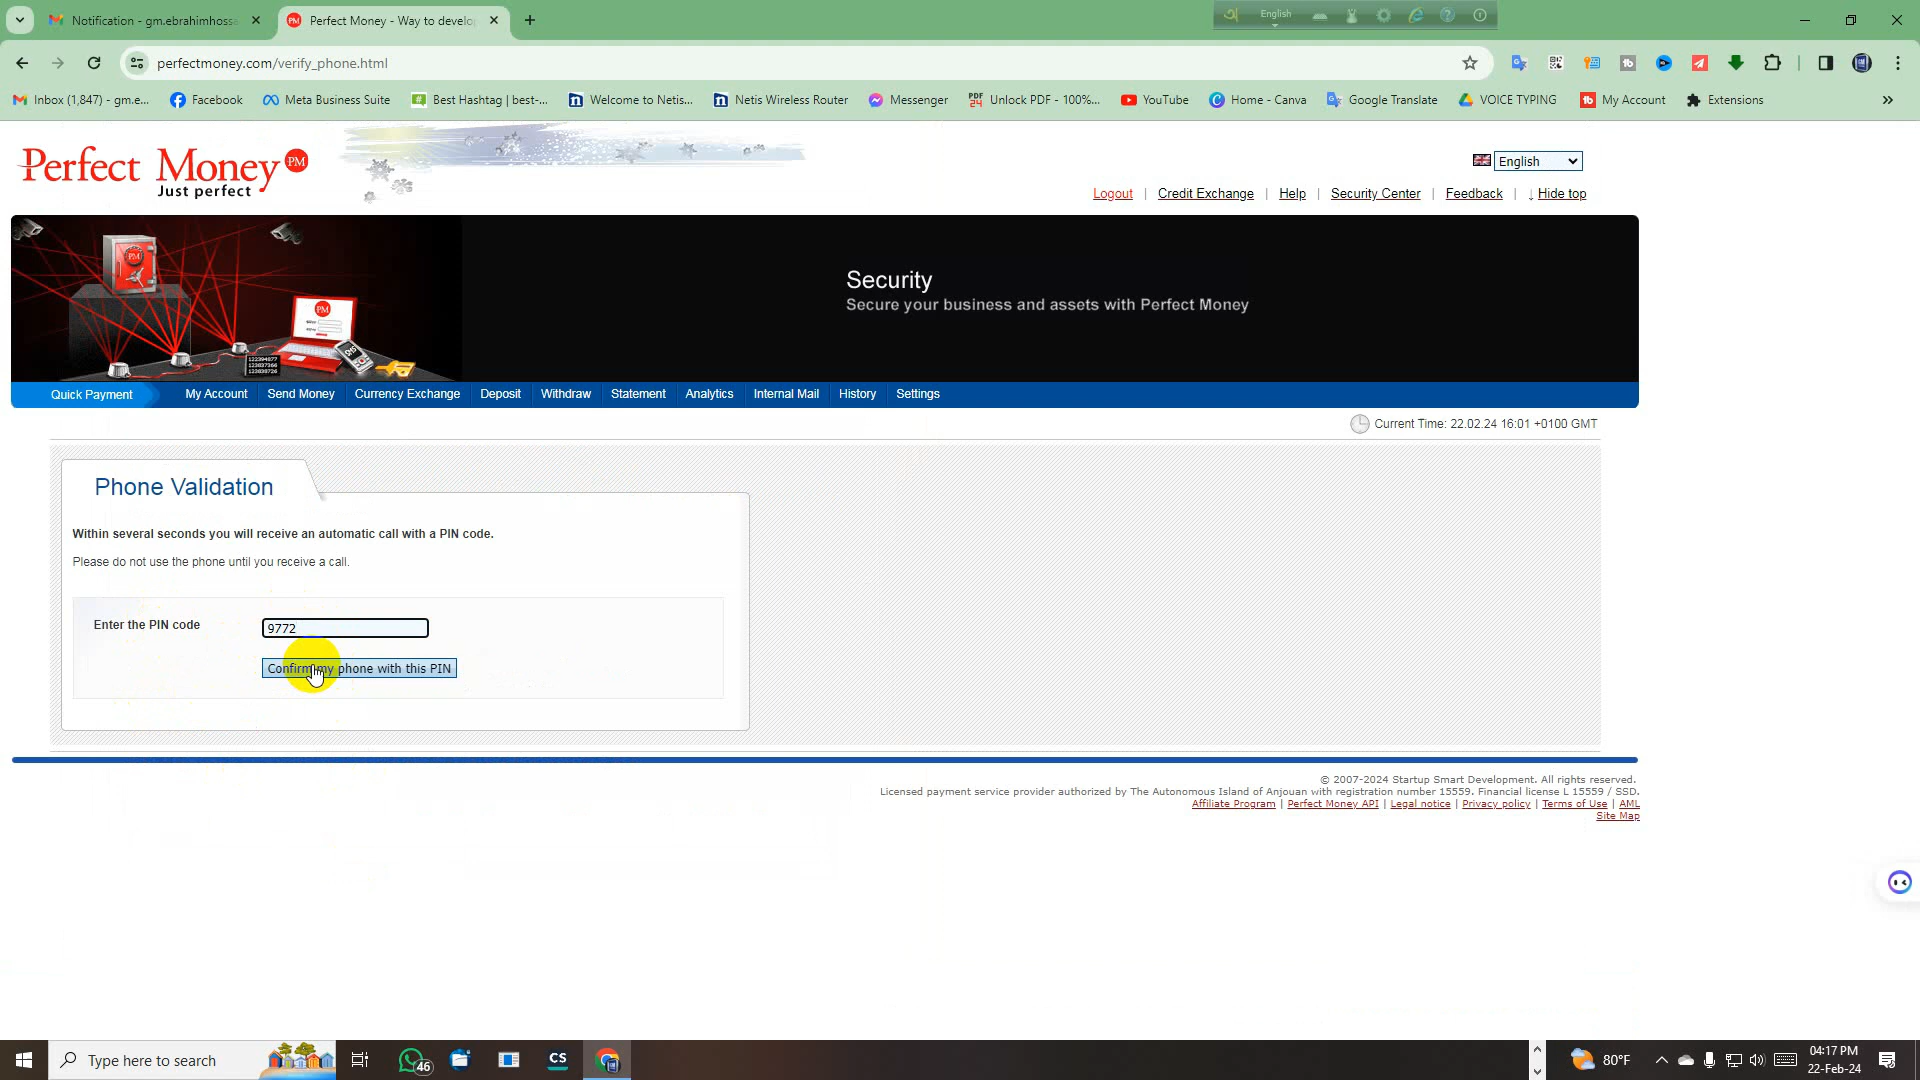 Notification - gm.ebrahimhossa
Perfect Money - Way to develop
English
perfectmoney.com/verify_phone.html
Inbox (1,847) - gm.e...
Facebook
Meta Business Suite
Best Hashtag | best-...
Welcome to Netis...
Netis Wireless Router
Messenger
Unlock PDF - 100%...
YouTube
Home - Canva
Google Translate
VOICE TYPING
My Account
Extensions
Perfect Money PM
Just perfect
English
Logout | Credit Exchange | Help | Security Center | Feedback | ↓ Hide top
Security
Secure your business and assets with Perfect Money
Quick Payment My Account Send Money Currency Exchange Deposit Withdraw Statement Analytics Internal Mail History Settings
Current Time: 22.02.24 16:01 +0100 GMT
Phone Validation
Within several seconds you will receive an automatic call with a PIN code.
Please do not use the phone until you receive a call.
Enter the PIN code
9772
Confirm my phone with this PIN
© 2007-2024 Startup Smart Development. All rights reserved.
Licensed payment service provider authorized by The Autonomous Island of Anjouan with registration number 15559. Financial license L 15559 / SSD.
Affiliate Program | Perfect Money API | Legal notice | Privacy policy | Terms of Use | AML
Site Map
Type here to search
46
CS
80°F
04:17 PM
22-Feb-24